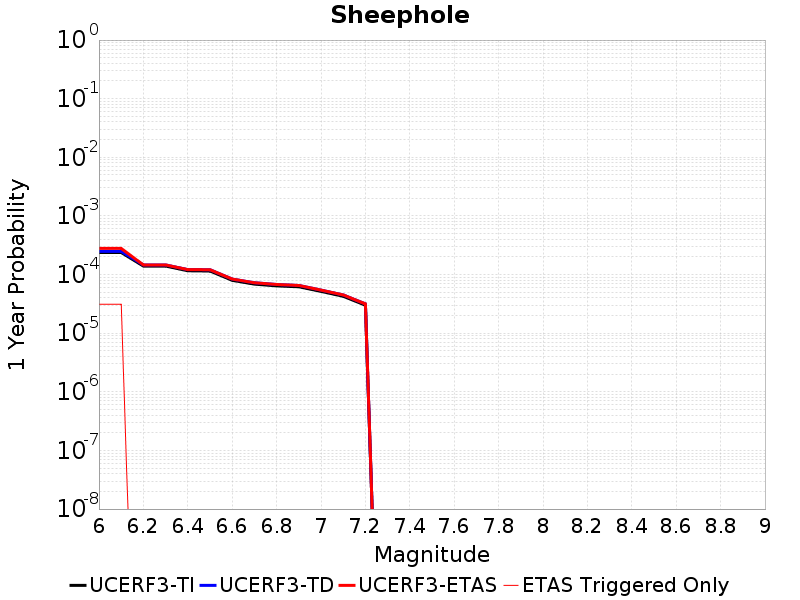 Sheephole
1 Year Probability
10^0
10^-1
10^-2
10^-3
10^-4
10^-5
10^-6
10^-7
10^-8
6 6.2 6.4 6.6 6.8 7 7.2 7.4 7.6 7.8 8 8.2 8.4 8.6 8.8 9
Magnitude
UCERF3-TI UCERF3-TD UCERF3-ETAS ETAS Triggered Only